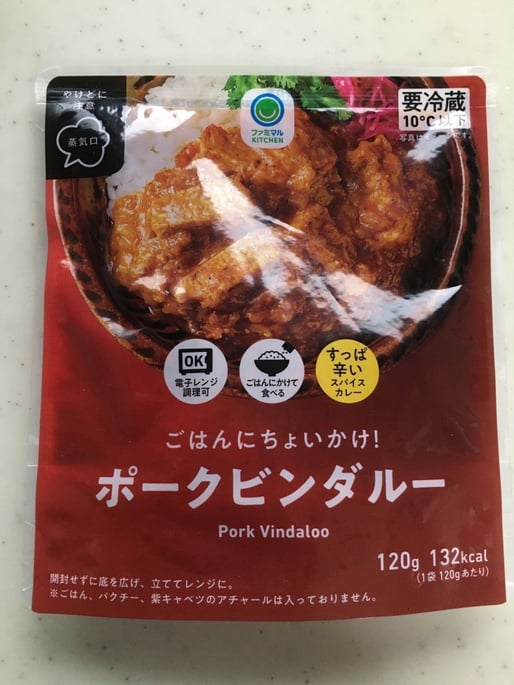 やけどに
注意
蒸気口
ファミマル
KITCHEN
要冷蔵
10°C以下
OK
電子レンジ
調理可
ごはんにかけて
食べる
すっぱ
辛い
スパイス
カレー
ごはんにちょいかけ!
ポークビンダルー
Pork Vindaloo
120g 132kcal
(1袋 120gあたり)
開封せずに底を広げ、立ててレンジに。
※ごはん、パクチー、紫キャベツのアチャールは入っておりません。